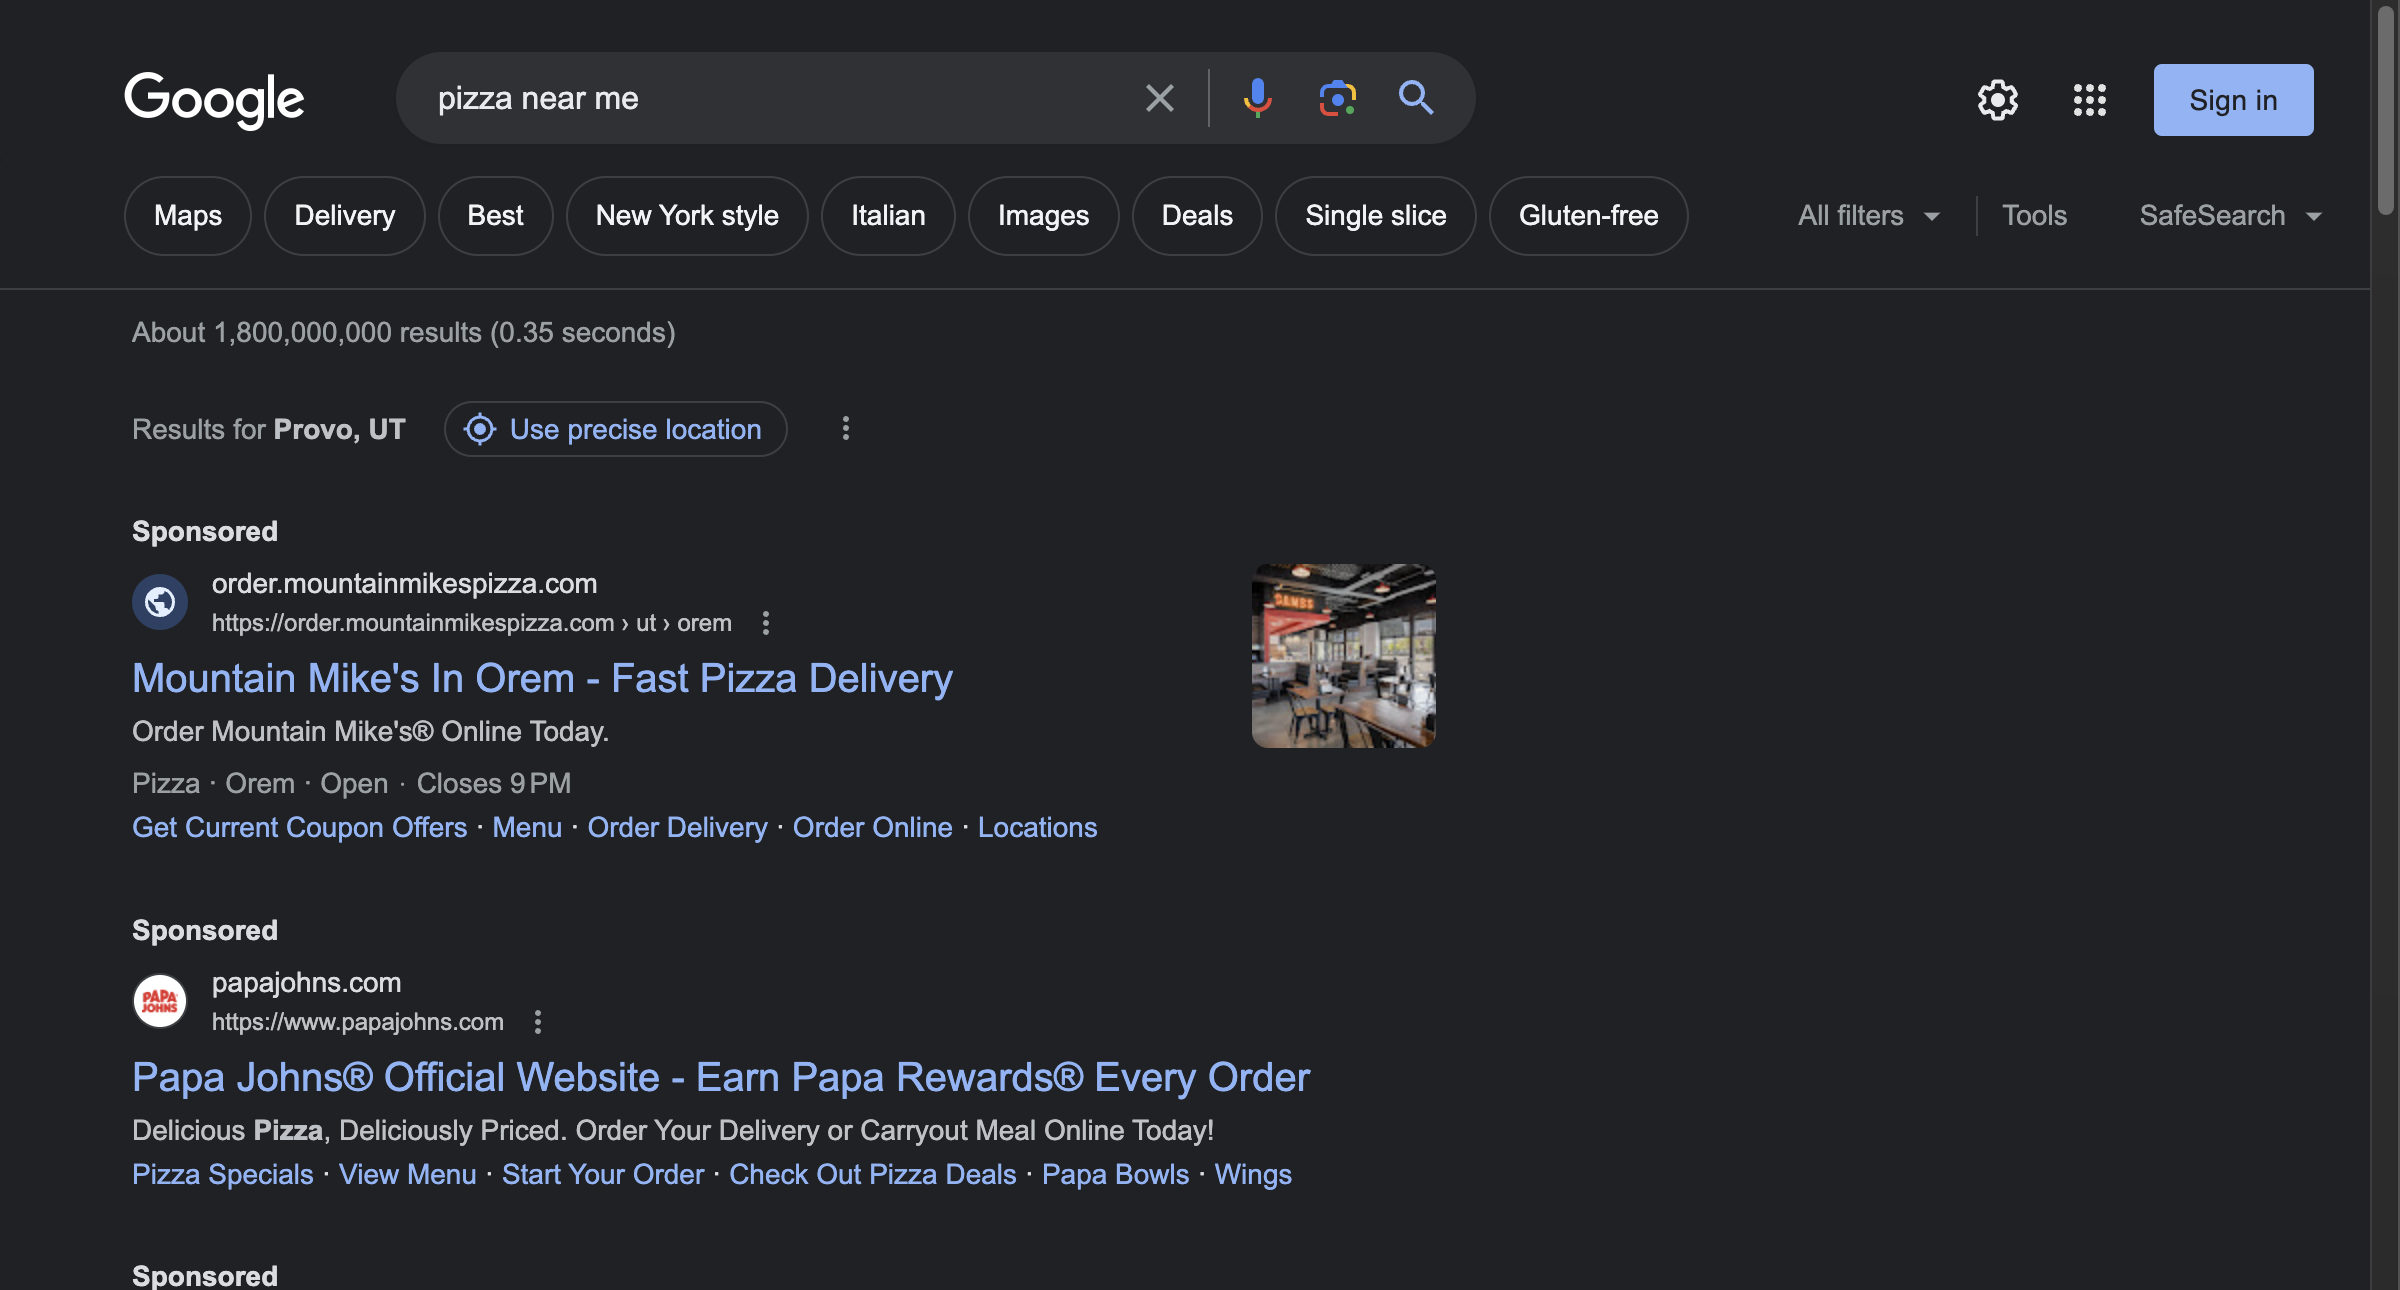 Google
pizza near me
Sign in
Maps
Delivery
Best
New York style
Italian
Images
Deals
Single slice
Gluten-free
All filters
Tools
SafeSearch
About 1,800,000,000 results (0.35 seconds)
Results for Provo, UT
Use precise location
Sponsored
order.mountainmikespizza.com
https://order.mountainmikespizza.com › ut › orem
Mountain Mike's In Orem - Fast Pizza Delivery
Order Mountain Mike's® Online Today.
Pizza · Orem · Open · Closes 9 PM
Get Current Coupon Offers · Menu · Order Delivery · Order Online · Locations
Sponsored
PAPA
JOHNS
papajohns.com
https://www.papajohns.com
Papa Johns® Official Website - Earn Papa Rewards® Every Order
Delicious Pizza, Deliciously Priced. Order Your Delivery or Carryout Meal Online Today!
Pizza Specials · View Menu · Start Your Order · Check Out Pizza Deals · Papa Bowls · Wings
Sponsored